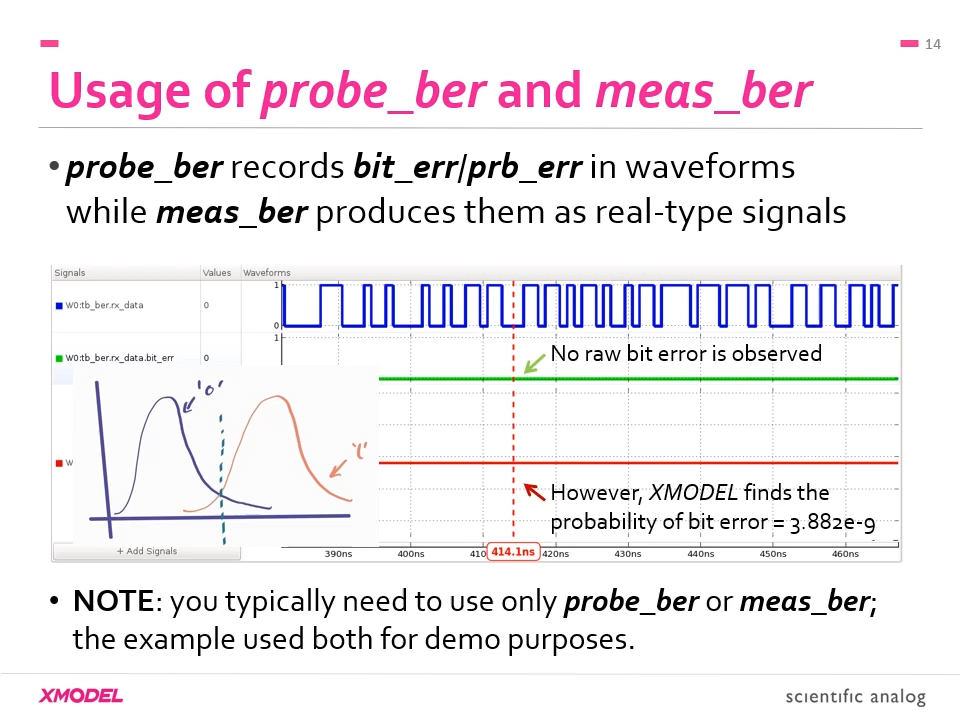 14
Usage of probe_ber and meas_ber
• probe_ber records bit_err/prb_err in waveforms
while meas_ber produces them as real-type signals
Signals Values Waveforms
W0:tb_ber.rx_data 0
1
0
1
W0:tb_ber.rx_data.bit_err 0
No raw bit error is observed
'0'
'1'
W
However, XMODEL finds the
probability of bit error = 3.882e-9
+ Add Signals
390ns 400ns 410 414.1ns 420ns 430ns 440ns 450ns 460ns
• NOTE: you typically need to use only probe_ber or meas_ber;
the example used both for demo purposes.
XMODEL
scientific analog